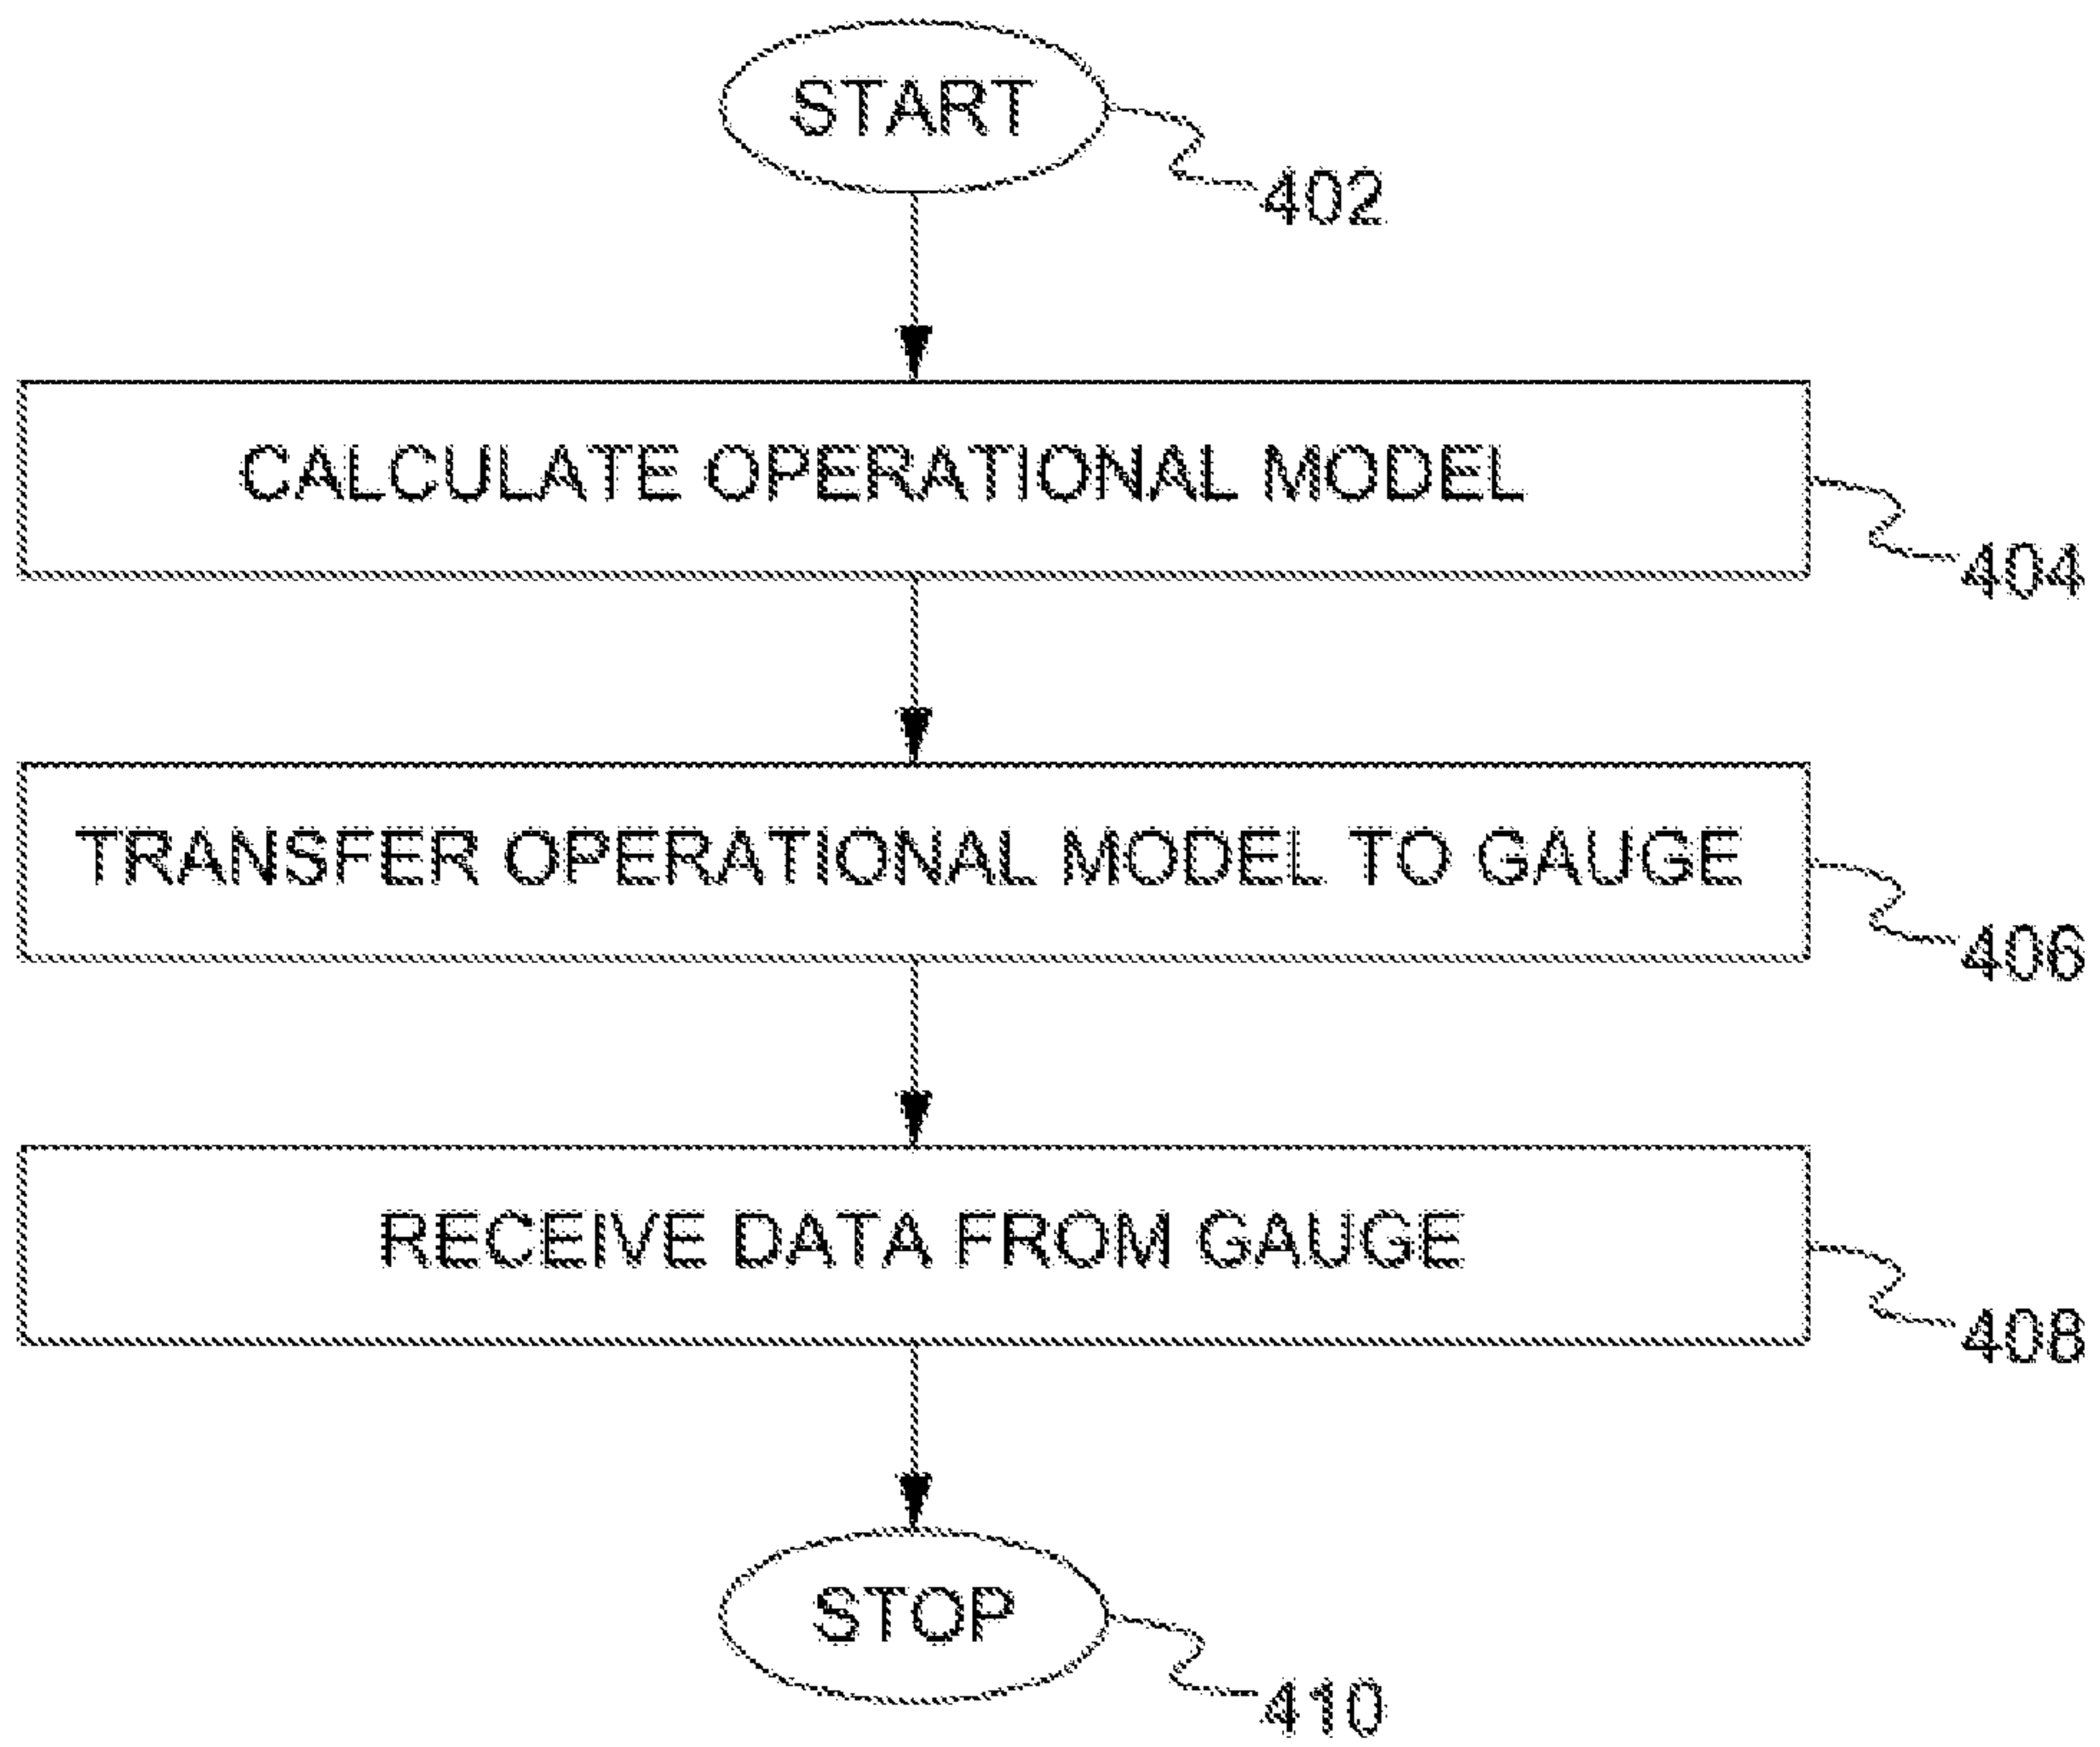 START
402
CALCULATE OPERATIONAL MODEL
404
TRANSFER OPERATIONAL MODEL TO GAUGE
406
RECEIVE DATA FROM GAUGE
408
STOP
410